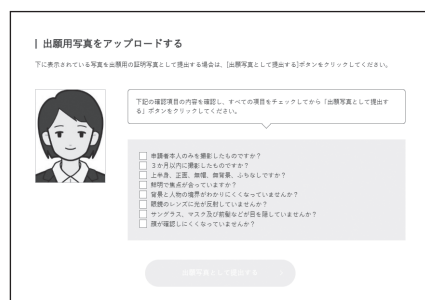 出願用写真をアップロードする
下に表示されている写真を出願用の証明写真として提出する場合は、[出願写真として提出する]ボタンをクリックしてください。
下記の確認項目の内容を確認し、すべての項目をチェックしてから「出願写真として提出す
る」ボタンをクリックしてください。
申請者本人のみを撮影したものですか？
3か月以内に撮影したものですか？
上半身、正面、無帽、無背景、ふちなしですか？
鮮明で焦点が合っていますか？
背景と人物の境界がわかりにくくなっていませんか？
眼鏡のレンズに光が反射していませんか？
サングラス、マスク及び前髪などが目を隠していませんか？
顔が確認しにくくなっていませんか？
出願写真として提出する